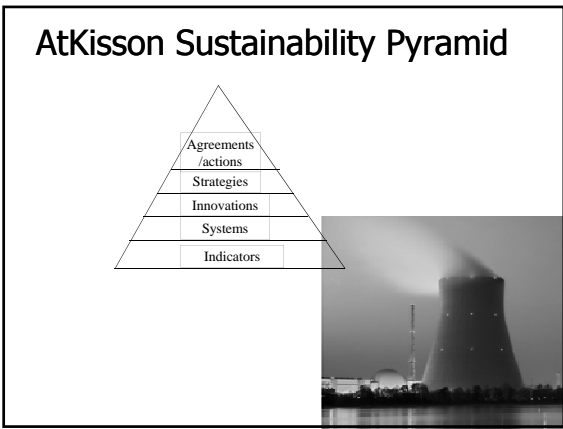 AtKisson Sustainability Pyramid
Agreements
/actions
Strategies
Innovations
Systems
Indicators